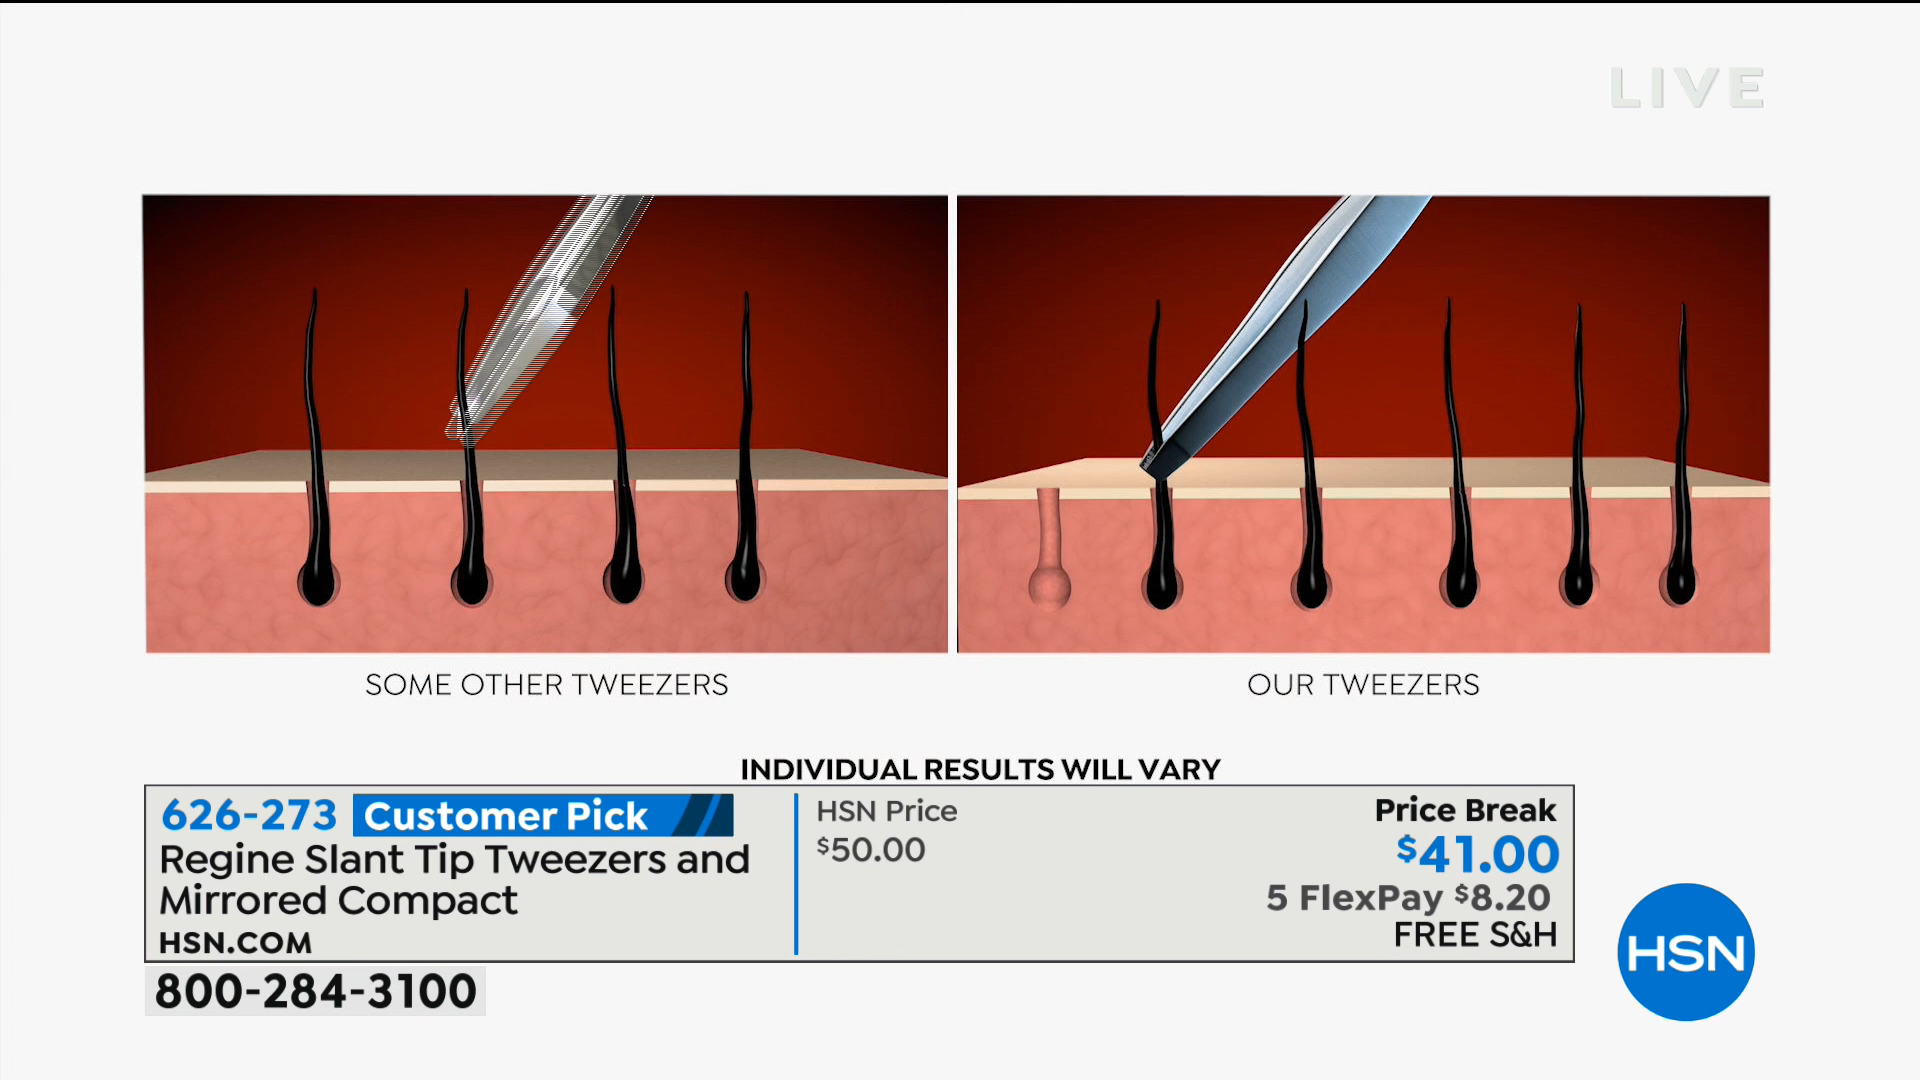 LIVE
SOME OTHER TWEEZERS
OUR TWEEZERS
INDIVIDUAL RESULTS WILL VARY
626-273 Customer Pick
Regine Slant Tip Tweezers and
Mirrored Compact
HSN.COM
800-284-3100
HSN Price
$50.00
Price Break
$41.00
5 FlexPay $8.20
FREE S&H
HSN